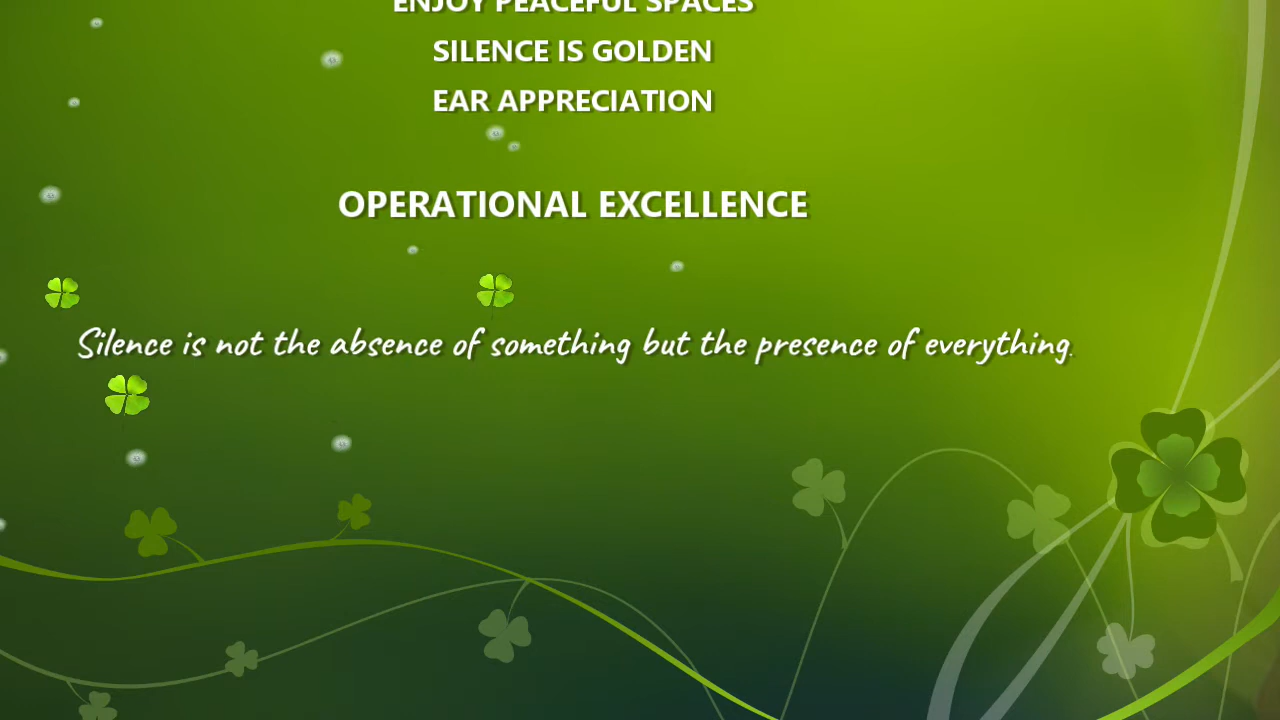 ENJOY PEACEFUL SPACES
SILENCE IS GOLDEN
EAR APPRECIATION
OPERATIONAL EXCELLENCE
Silence is not the absence of something but the presence of everything.